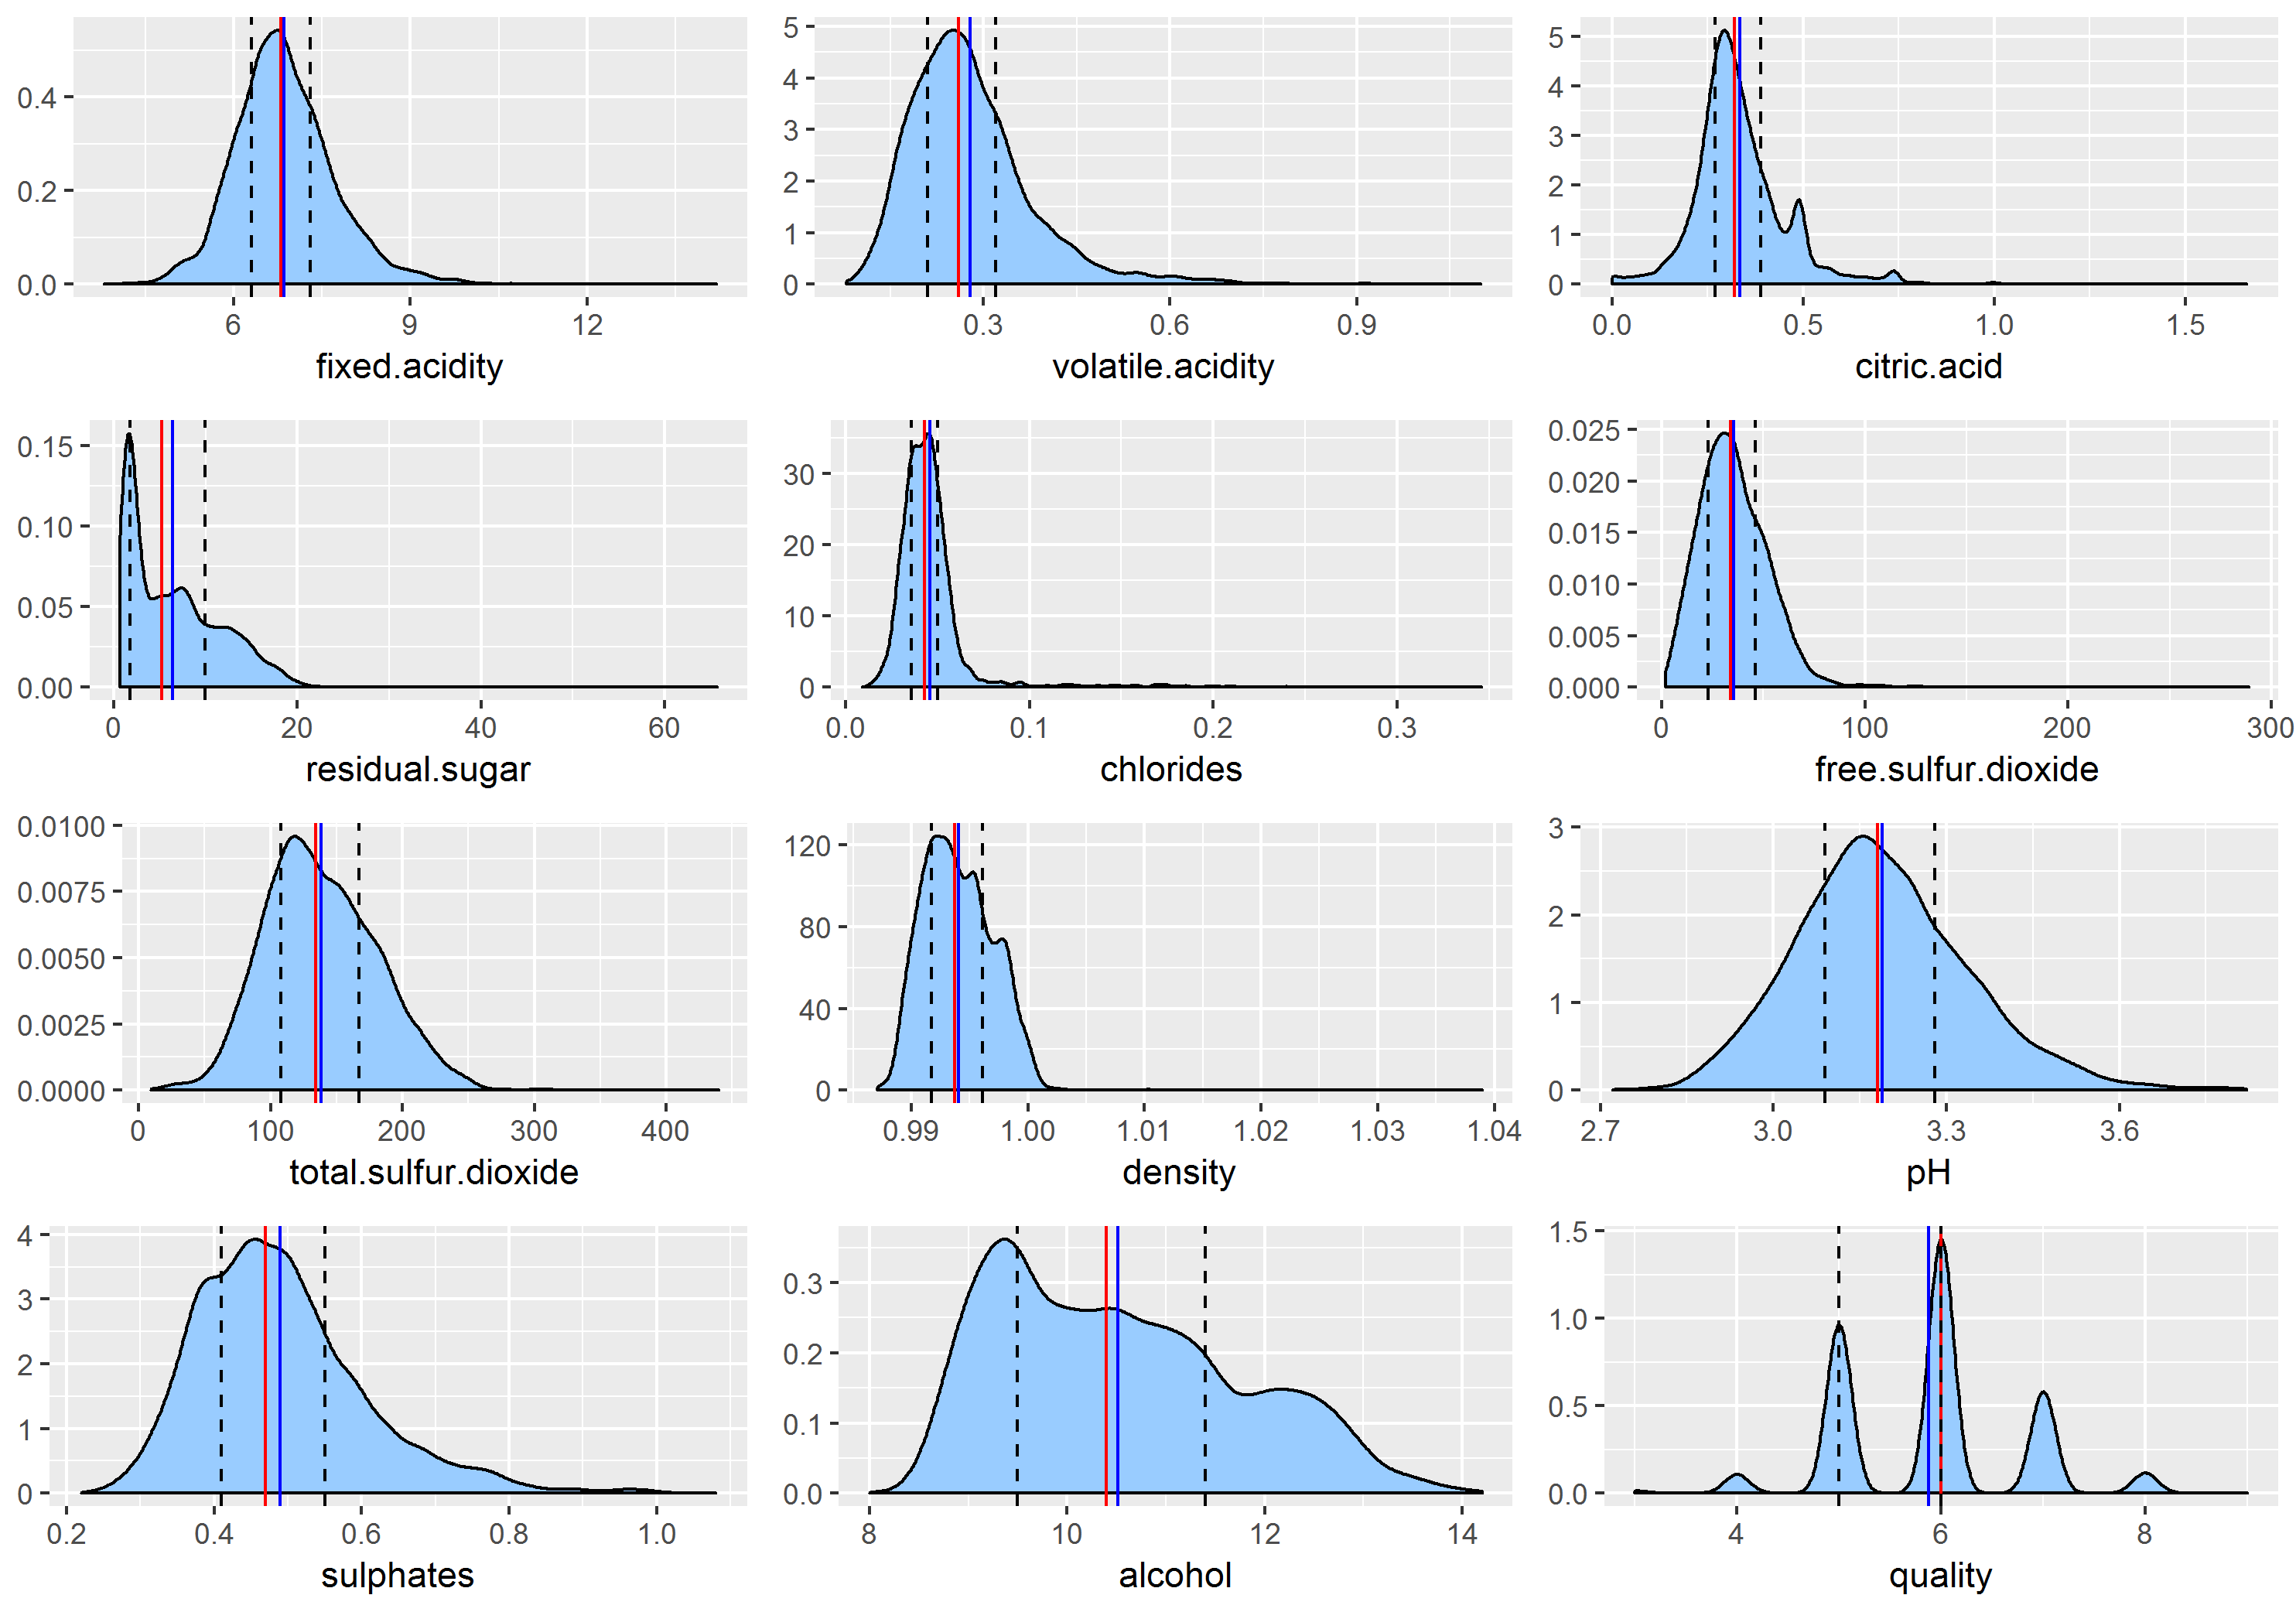 0.4
0.2
0.0
6 9 12
fixed.acidity
5
4
3
2
1
0
0.3 0.6 0.9
volatile.acidity
5
4
3
2
1
0
0.0 0.5 1.0 1.5
citric.acid
0.15
0.10
0.05
0.00
0 20 40 60
residual.sugar
30
20
10
0
0.0 0.1 0.2 0.3
chlorides
0.025
0.020
0.015
0.010
0.005
0.000
0 100 200 300
free.sulfur.dioxide
0.0100
0.0075
0.0050
0.0025
0.0000
0 100 200 300 400
total.sulfur.dioxide
120
80
40
0
0.99 1.00 1.01 1.02 1.03 1.04
density
3
2
1
0
2.7 3.0 3.3 3.6
pH
4
3
2
1
0
0.2 0.4 0.6 0.8 1.0
sulphates
0.3
0.2
0.1
0.0
8 10 12 14
alcohol
1.5
1.0
0.5
0.0
4 6 8
quality